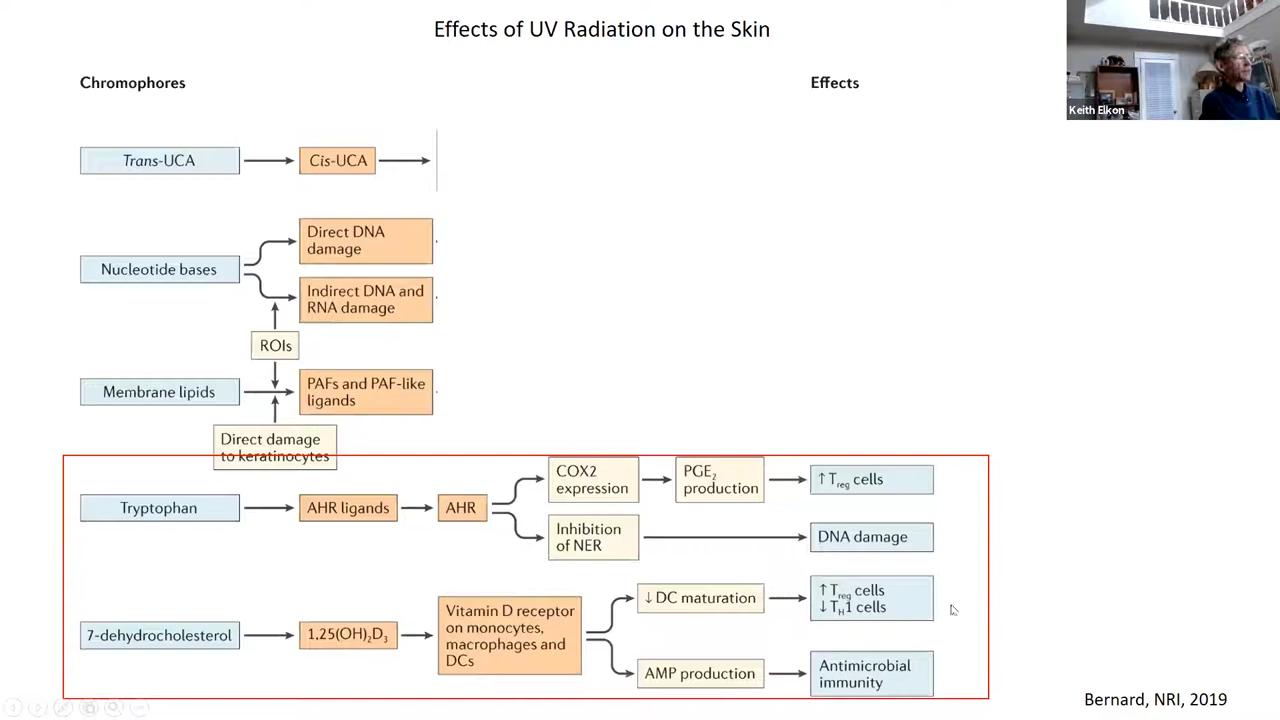 Effects of UV Radiation on the Skin
Keith Elkon
Chromophores
Effects
Trans-UCA
Cis-UCA
Nucleotide bases
Direct DNA
damage
Indirect DNA and
RNA damage
ROIs
Membrane lipids
PAFs and PAF-like
ligands
Direct damage
to keratinocytes
Tryptophan
AHR ligands
AHR
COX2
expression
PGE₂
production
↑ Treg cells
Inhibition
of NER
DNA damage
7-dehydrocholesterol
1,25(OH)₂D₃
Vitamin D receptor
on monocytes,
macrophages and
DCs
↓ DC maturation
↑ Treg cells
↓ TH1 cells
AMP production
Antimicrobial
immunity
Bernard, NRI, 2019